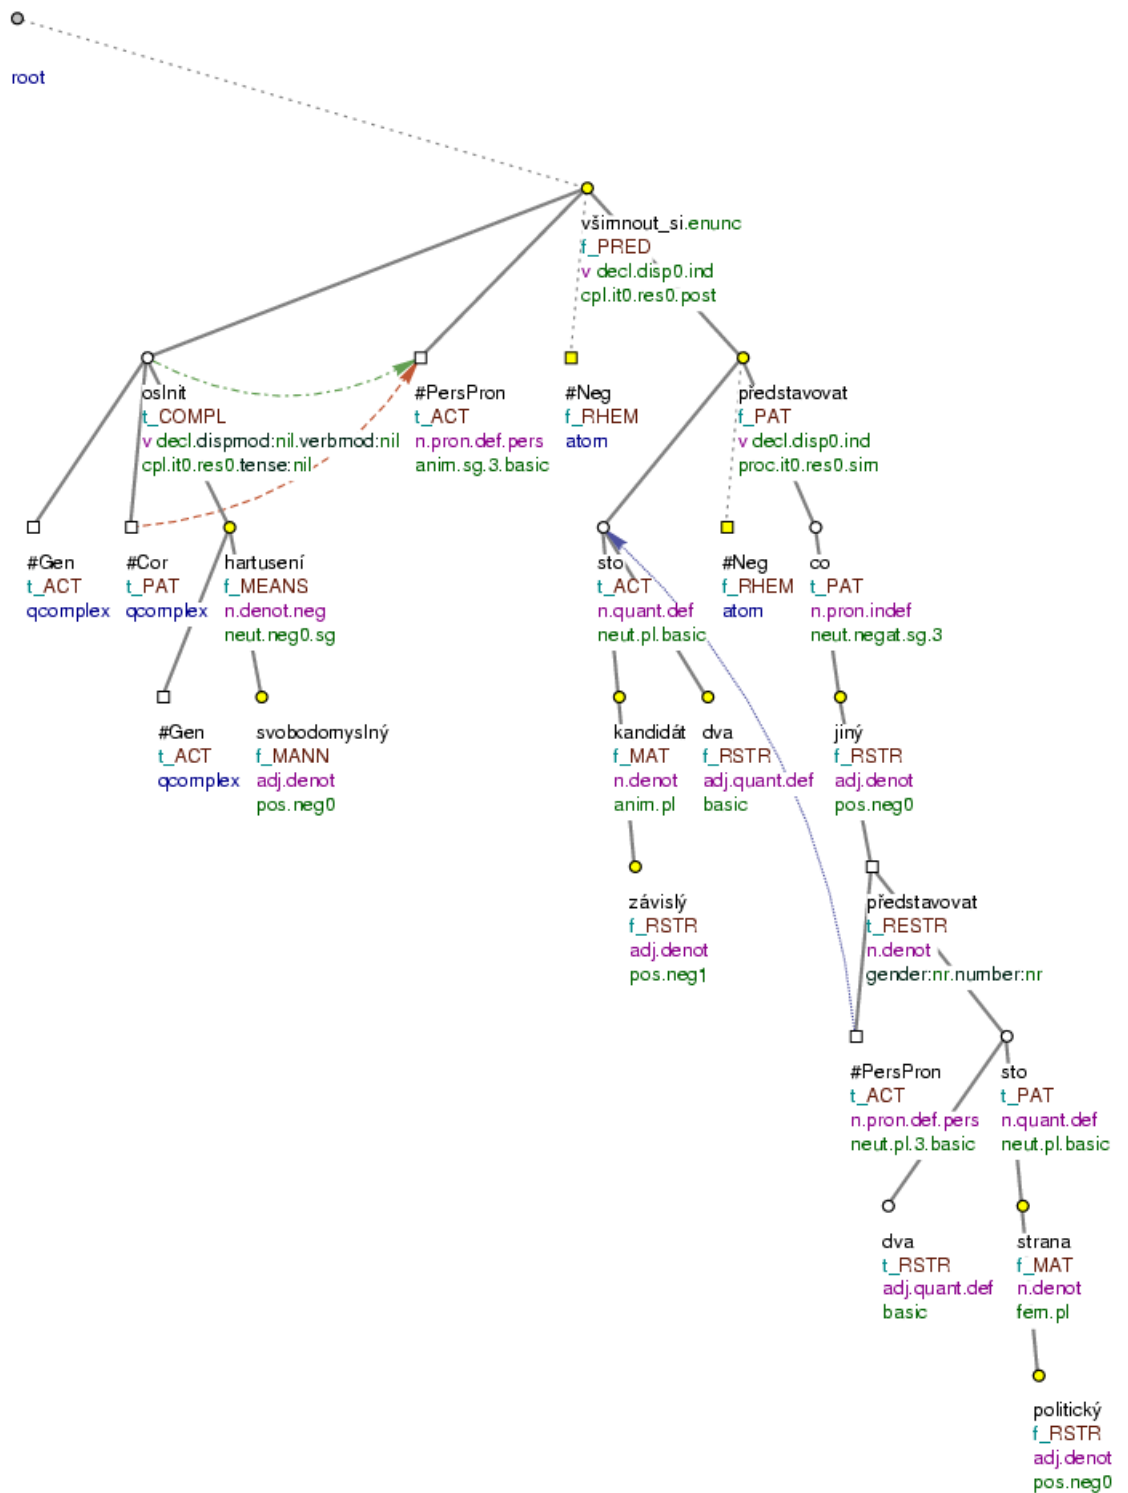 root
všimnout_si.enunc
f_PRED
v decl.disp0.ind
cpl.it0.res0.post
oslnit
t_COMPL
v decl.dispmod:nil.verbmod:nil
cpl.it0.res0.tense:nil
#PersPron
t_ACT
n.pron.def.pers
anim.sg.3.basic
#Neg
f_RHEM
atom
představovat
f_PAT
v decl.disp0.ind
proc.it0.res0.sim
#Gen
t_ACT
qcomplex
#Cor
t_PAT
qcomplex
hartusení
f_MEANS
n.denot.neg
neut.neg0.sg
sto
t_ACT
n.quant.def
neut.pl.basic
#Neg
f_RHEM
atom
co
t_PAT
n.pron.indef
neut.negat.sg.3
#Gen
t_ACT
qcomplex
svobodomyslný
f_MANN
adj.denot
pos.neg0
kandidát
f_MAT
n.denot
anim.pl
dva
f_RSTR
adj.quant.def
basic
jiný
f_RSTR
adj.denot
pos.neg0
závislý
f_RSTR
adj.denot
pos.neg1
představovat
t_RESTR
n.denot
gender:nr.number:nr
#PersPron
t_ACT
n.pron.def.pers
neut.pl.3.basic
sto
t_PAT
n.quant.def
neut.pl.basic
dva
t_RSTR
adj.quant.def
basic
strana
f_MAT
n.denot
fem.pl
politický
f_RSTR
adj.denot
pos.neg0